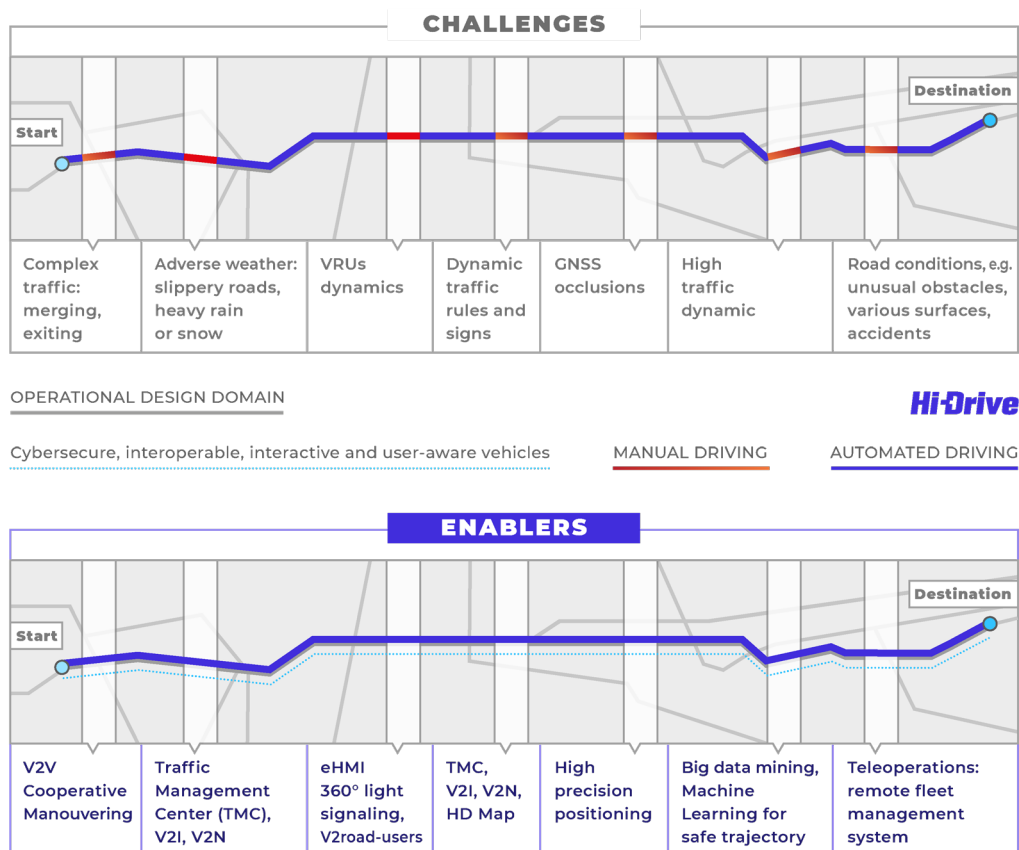 CHALLENGES
Start
Destination
Complex
traffic:
merging,
exiting
Adverse weather:
slippery roads,
heavy rain
or snow
VRUs
dynamics
Dynamic
traffic
rules and
signs
GNSS
occlusions
High
traffic
dynamic
Road conditions, e.g.
unusual obstacles,
various surfaces,
accidents
OPERATIONAL DESIGN DOMAIN
Hi-Drive
Cybersecure, interoperable, interactive and user-aware vehicles
MANUAL DRIVING
AUTOMATED DRIVING
ENABLERS
Start
Destination
V2V
Cooperative
Manouvering
Traffic
Management
Center (TMC),
V2I, V2N
eHMI
360° light
signaling,
V2road-users
TMC,
V2I, V2N,
HD Map
High
precision
positioning
Big data mining,
Machine
Learning for
safe trajectory
Teleoperations:
remote fleet
management
system